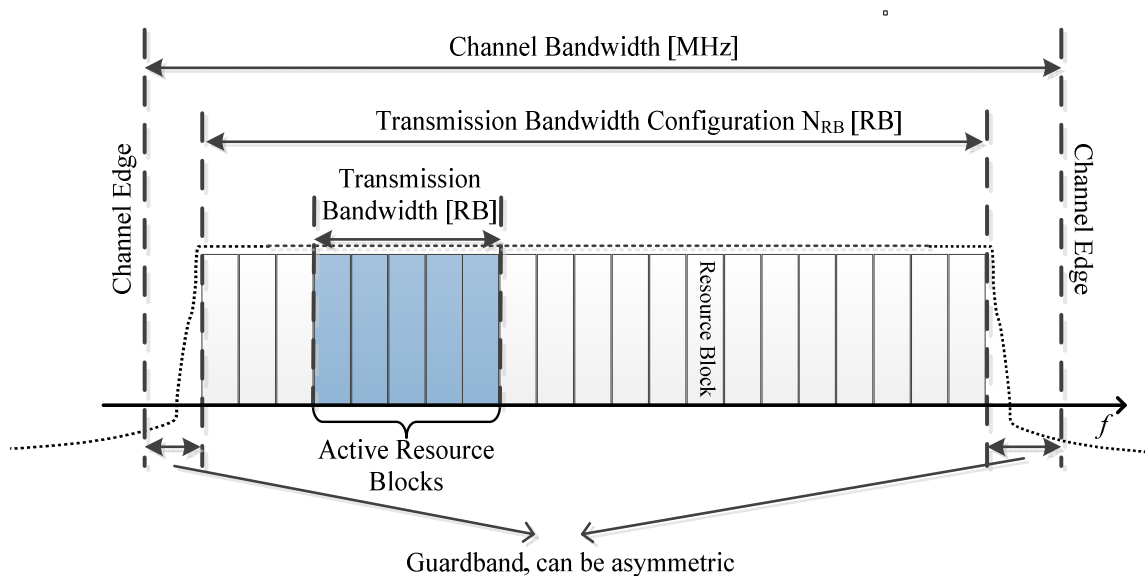 Channel Bandwidth [MHz]
Transmission Bandwidth Configuration NRB [RB]
Transmission
Bandwidth [RB]
Channel Edge
Channel Edge
Resource Block
f
Active Resource
Blocks
Guardband, can be asymmetric